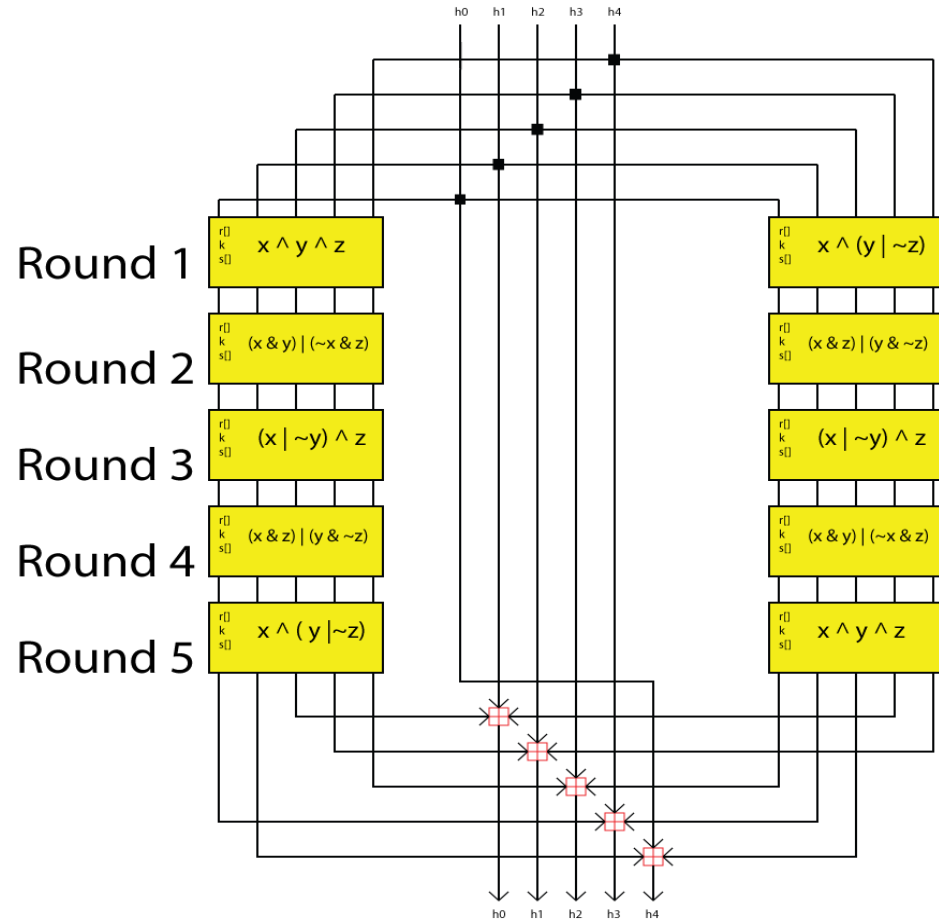 h0 h1 h2 h3 h4
Round 1
r[]
k
s[]
x ^ y ^ z
r[]
k
s[]
x ^ (y | ~z)
Round 2
r[]
k
s[]
(x & y) | (~x & z)
r[]
k
s[]
(x & z) | (y & ~z)
Round 3
r[]
k
s[]
(x | ~y) ^ z
r[]
k
s[]
(x | ~y) ^ z
Round 4
r[]
k
s[]
(x & z) | (y & ~z)
r[]
k
s[]
(x & y) | (~x & z)
Round 5
r[]
k
s[]
x ^ ( y |~z)
r[]
k
s[]
x ^ y ^ z
h0 h1 h2 h3 h4